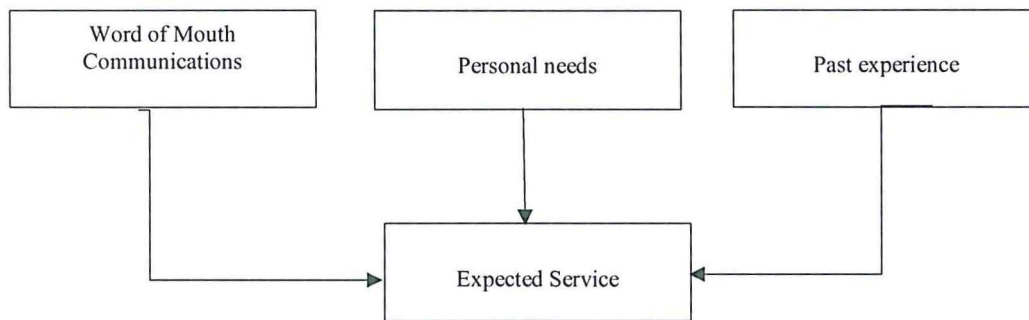 Word of Mouth
Communications
Personal needs
Past experience
Expected Service